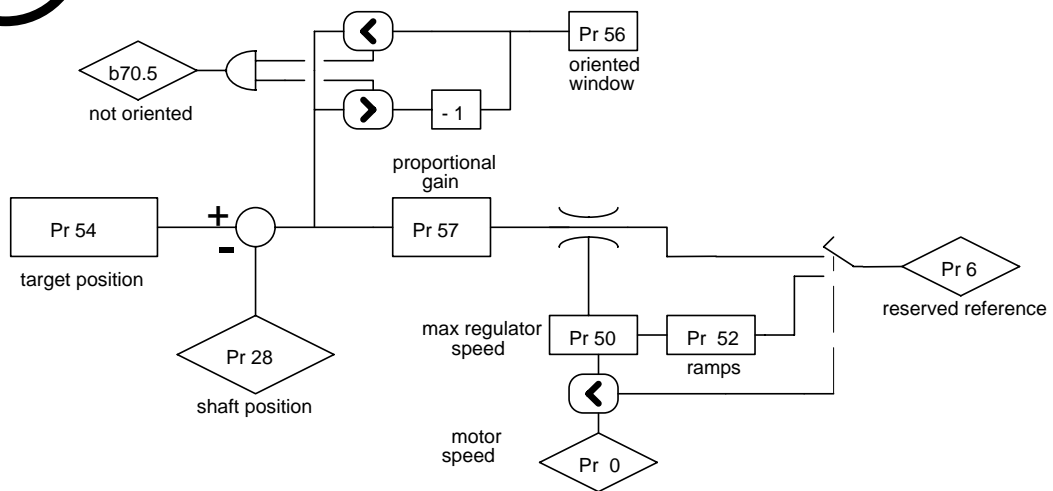 Pr 56
oriented
window
b70.5
not oriented
- 1
proportional
gain
+
-
Pr 54
target position
Pr 57
Pr 6
reserved reference
max regulator
speed
Pr 50
Pr 52
ramps
Pr 28
shaft position
motor
speed
Pr 0